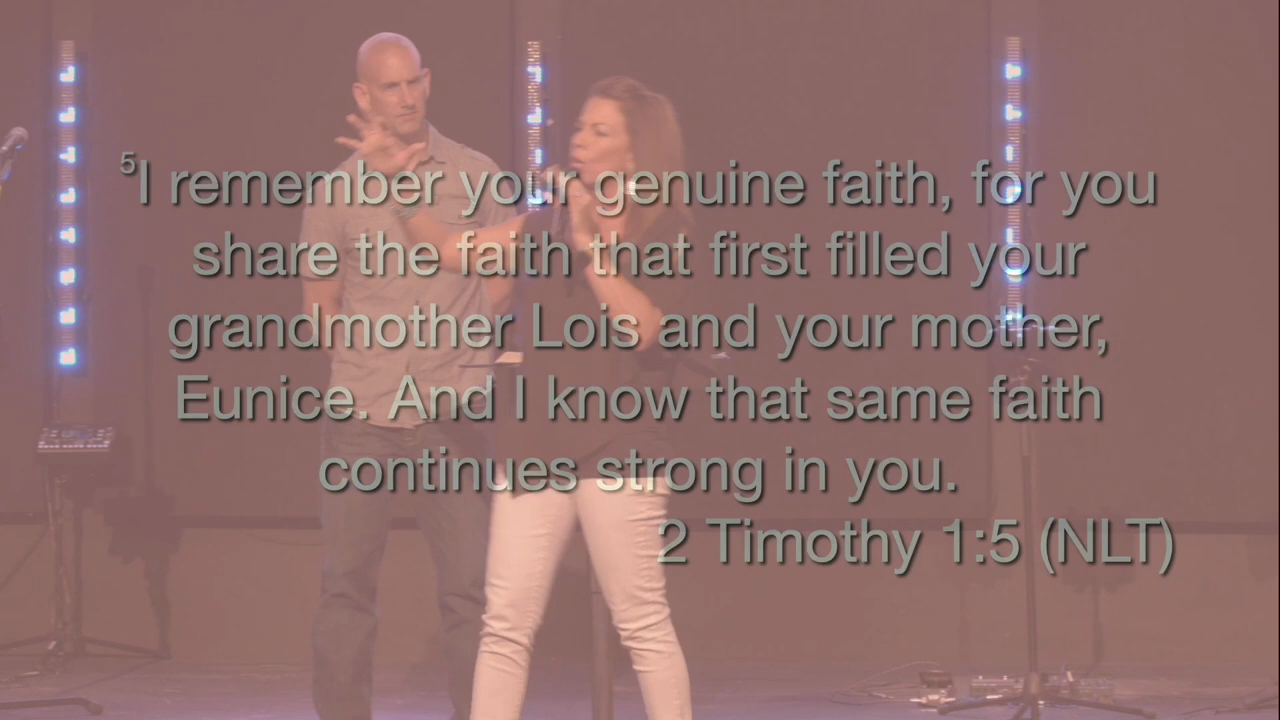 5I remember your genuine faith, for you
share the faith that first filled your
grandmother Lois and your mother,
Eunice. And I know that same faith
continues strong in you.
2 Timothy 1:5 (NLT)